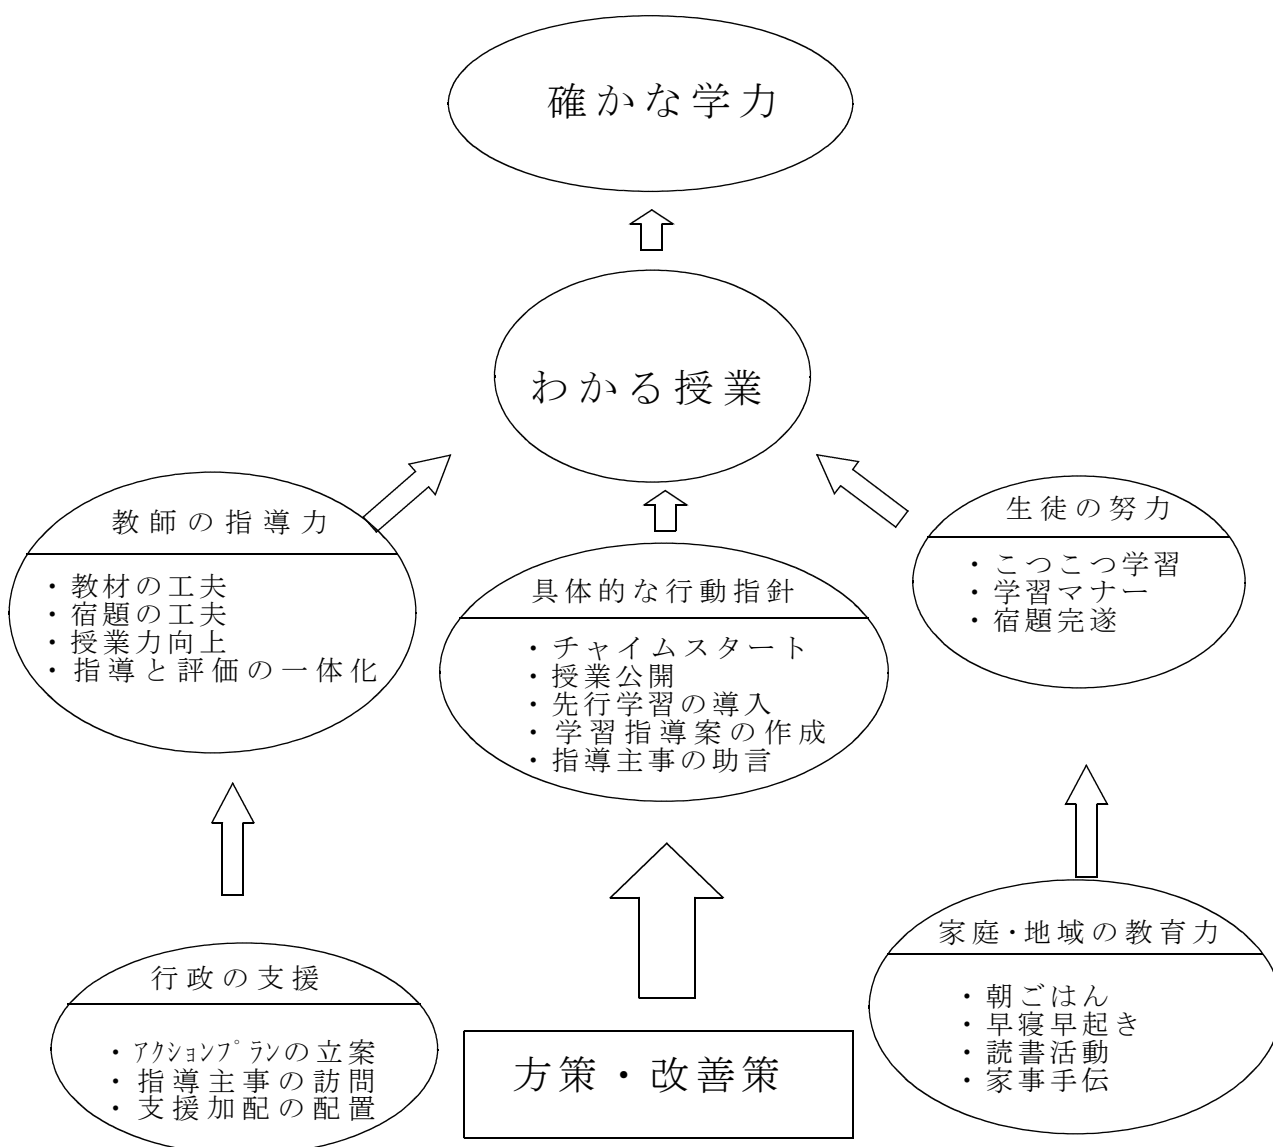 確かな学力
わかる授業
教師の指導力
・教材の工夫
・宿題の工夫
・授業力向上
・指導と評価の一体化
具体的な行動指針
・チャイムスタート
・授業公開
・先行学習の導入
・学習指導案の作成
・指導主事の助言
生徒の努力
・こつこつ学習
・学習マナー
・宿題完遂
行政の支援
・ｱｸｼｮﾝﾌﾟﾗﾝの立案
・指導主事の訪問
・支援加配の配置
方策・改善策
家庭・地域の教育力
・朝ごはん
・早寝早起き
・読書活動
・家事手伝